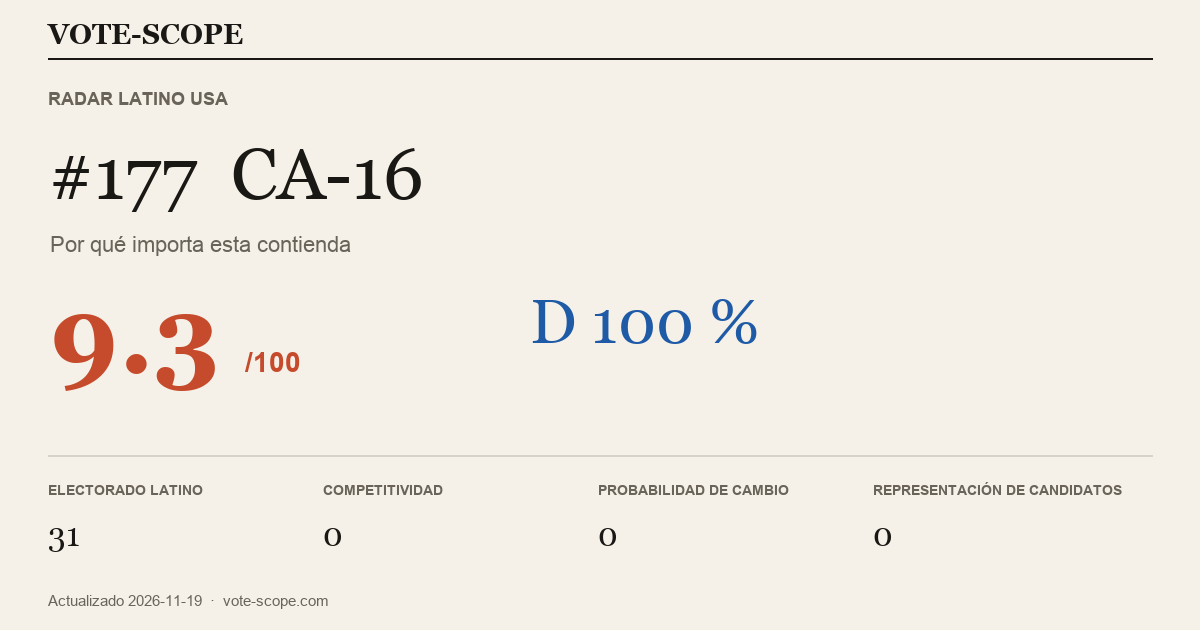 VOTE-SCOPE
RADAR LATINO USA
#177 CA-16
Por qué importa esta contienda
9.3 /100
D 100 %
ELECTORADO LATINO
COMPETITIVIDAD
PROBABILIDAD DE CAMBIO
REPRESENTACIÓN DE CANDIDATOS
31
0
0
0
Actualizado 2026-11-19 · vote-scope.com